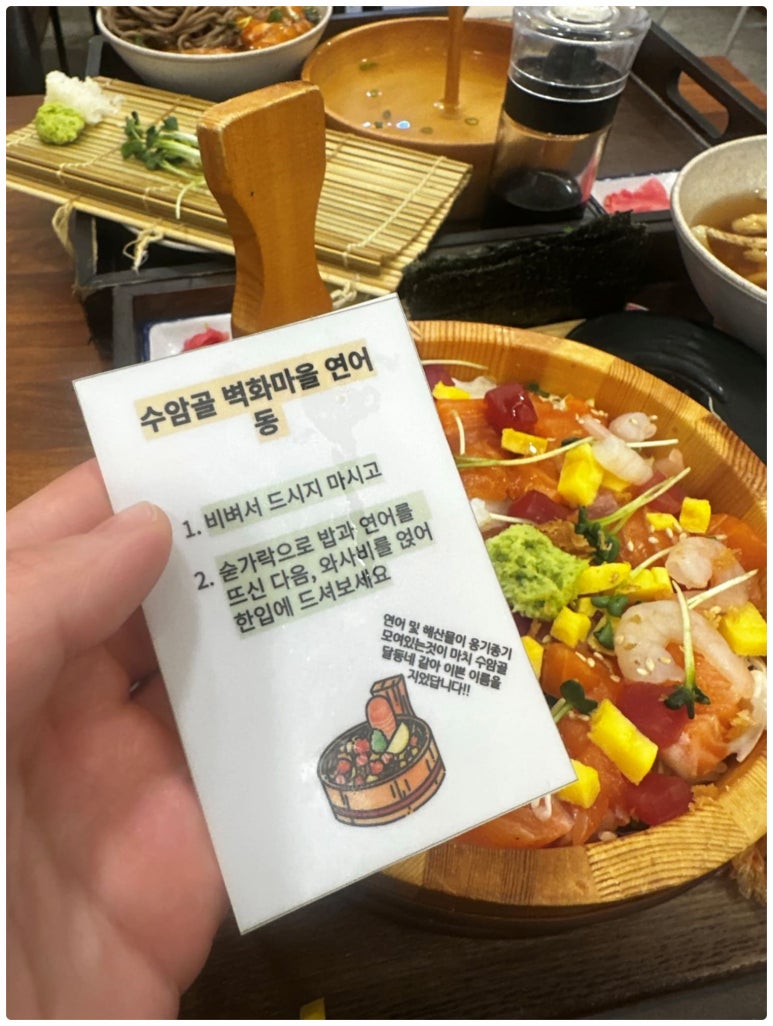 수암골 벽화마을 연어
동
1. 비벼서 드시지 마시고
2. 숟가락으로 밥과 연어를
뜨신 다음, 와사비를 얹어
한입에 드셔보세요
연어 및 해산물이 옹기종기
모여있는것이 마치 수암골
달동네 같아 이쁜 이름을
지었답니다!!